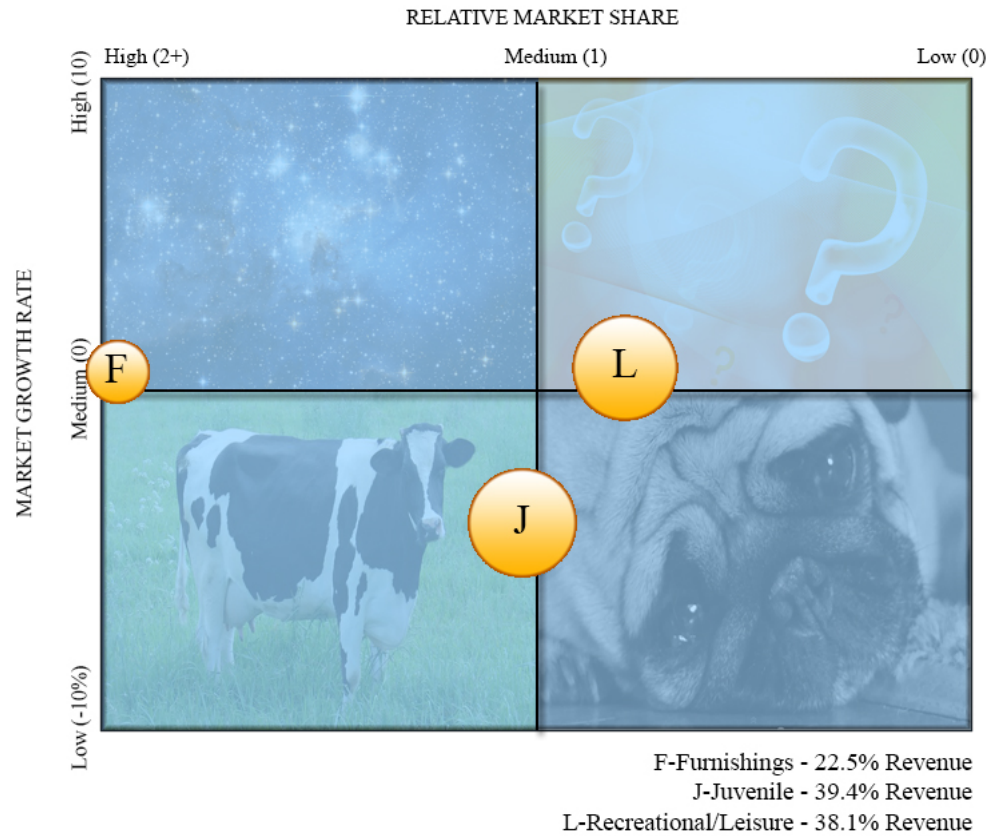 RELATIVE MARKET SHARE
High (2+) Medium (1) Low (0)
High (10)
MARKET GROWTH RATE
Medium (0)
Low (-10%)
F
L
J
F-Furnishings - 22.5% Revenue
J-Juvenile - 39.4% Revenue
L-Recreational/Leisure - 38.1% Revenue